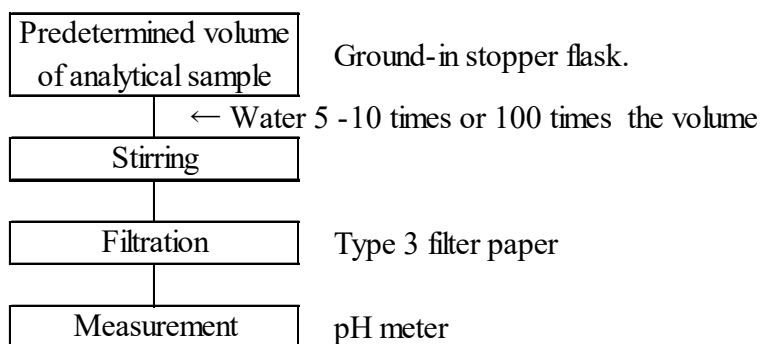 Predetermined volume
of analytical sample
Ground-in stopper flask.
← Water 5 -10 times or 100 times the volume
Stirring
Filtration
Type 3 filter paper
Measurement
pH meter